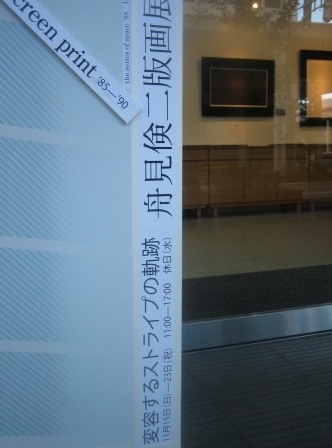 creen print '85—'90
the series of space '90
舟見倹二版画展
変容するストライプの軌跡
11月15日(日)—23日(祝) 11:00—17:00 休日(水)